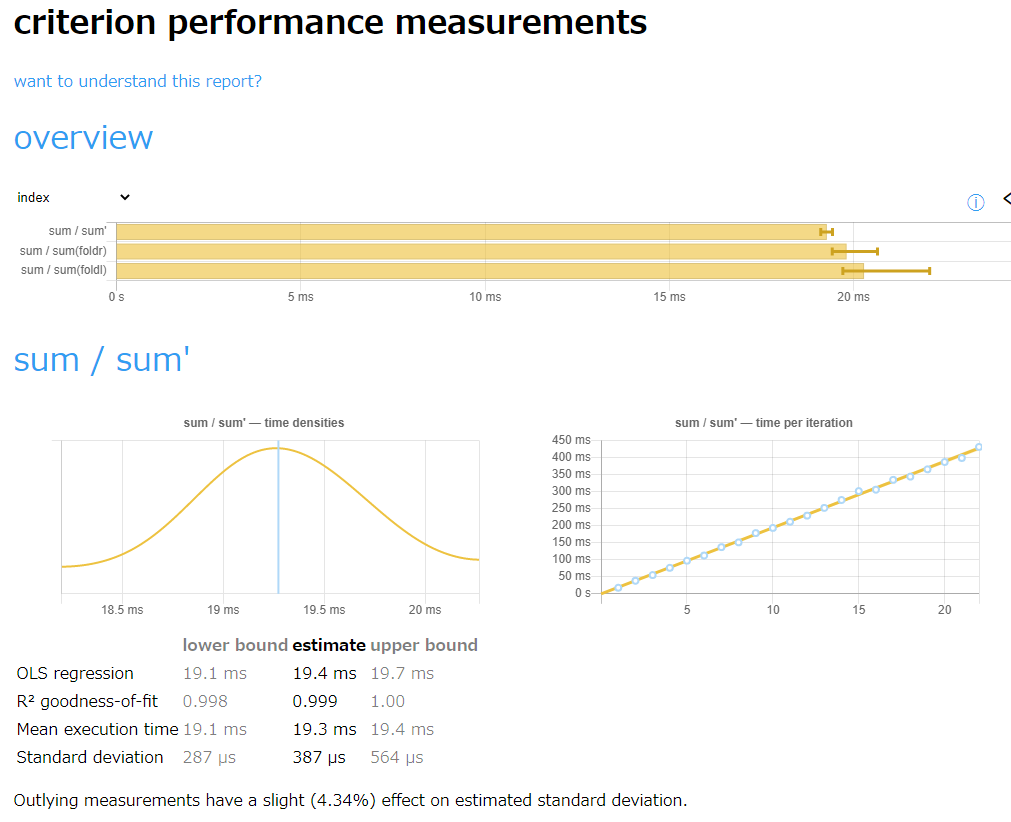 criterion performance measurements
want to understand this report?
overview
index
sum / sum'
sum / sum(foldr)
sum / sum(foldl)
0 s 5 ms 10 ms 15 ms 20 ms
sum / sum'
sum / sum' — time densities
18.5 ms 19 ms 19.5 ms 20 ms
sum / sum' — time per iteration
450 ms
400 ms
350 ms
300 ms
250 ms
200 ms
150 ms
100 ms
50 ms
0 s
5 10 15 20
lower bound estimate upper bound
OLS regression 19.1 ms 19.4 ms 19.7 ms
R² goodness-of-fit 0.998 0.999 1.00
Mean execution time 19.1 ms 19.3 ms 19.4 ms
Standard deviation 287 μs 387 μs 564 μs
Outlying measurements have a slight (4.34%) effect on estimated standard deviation.